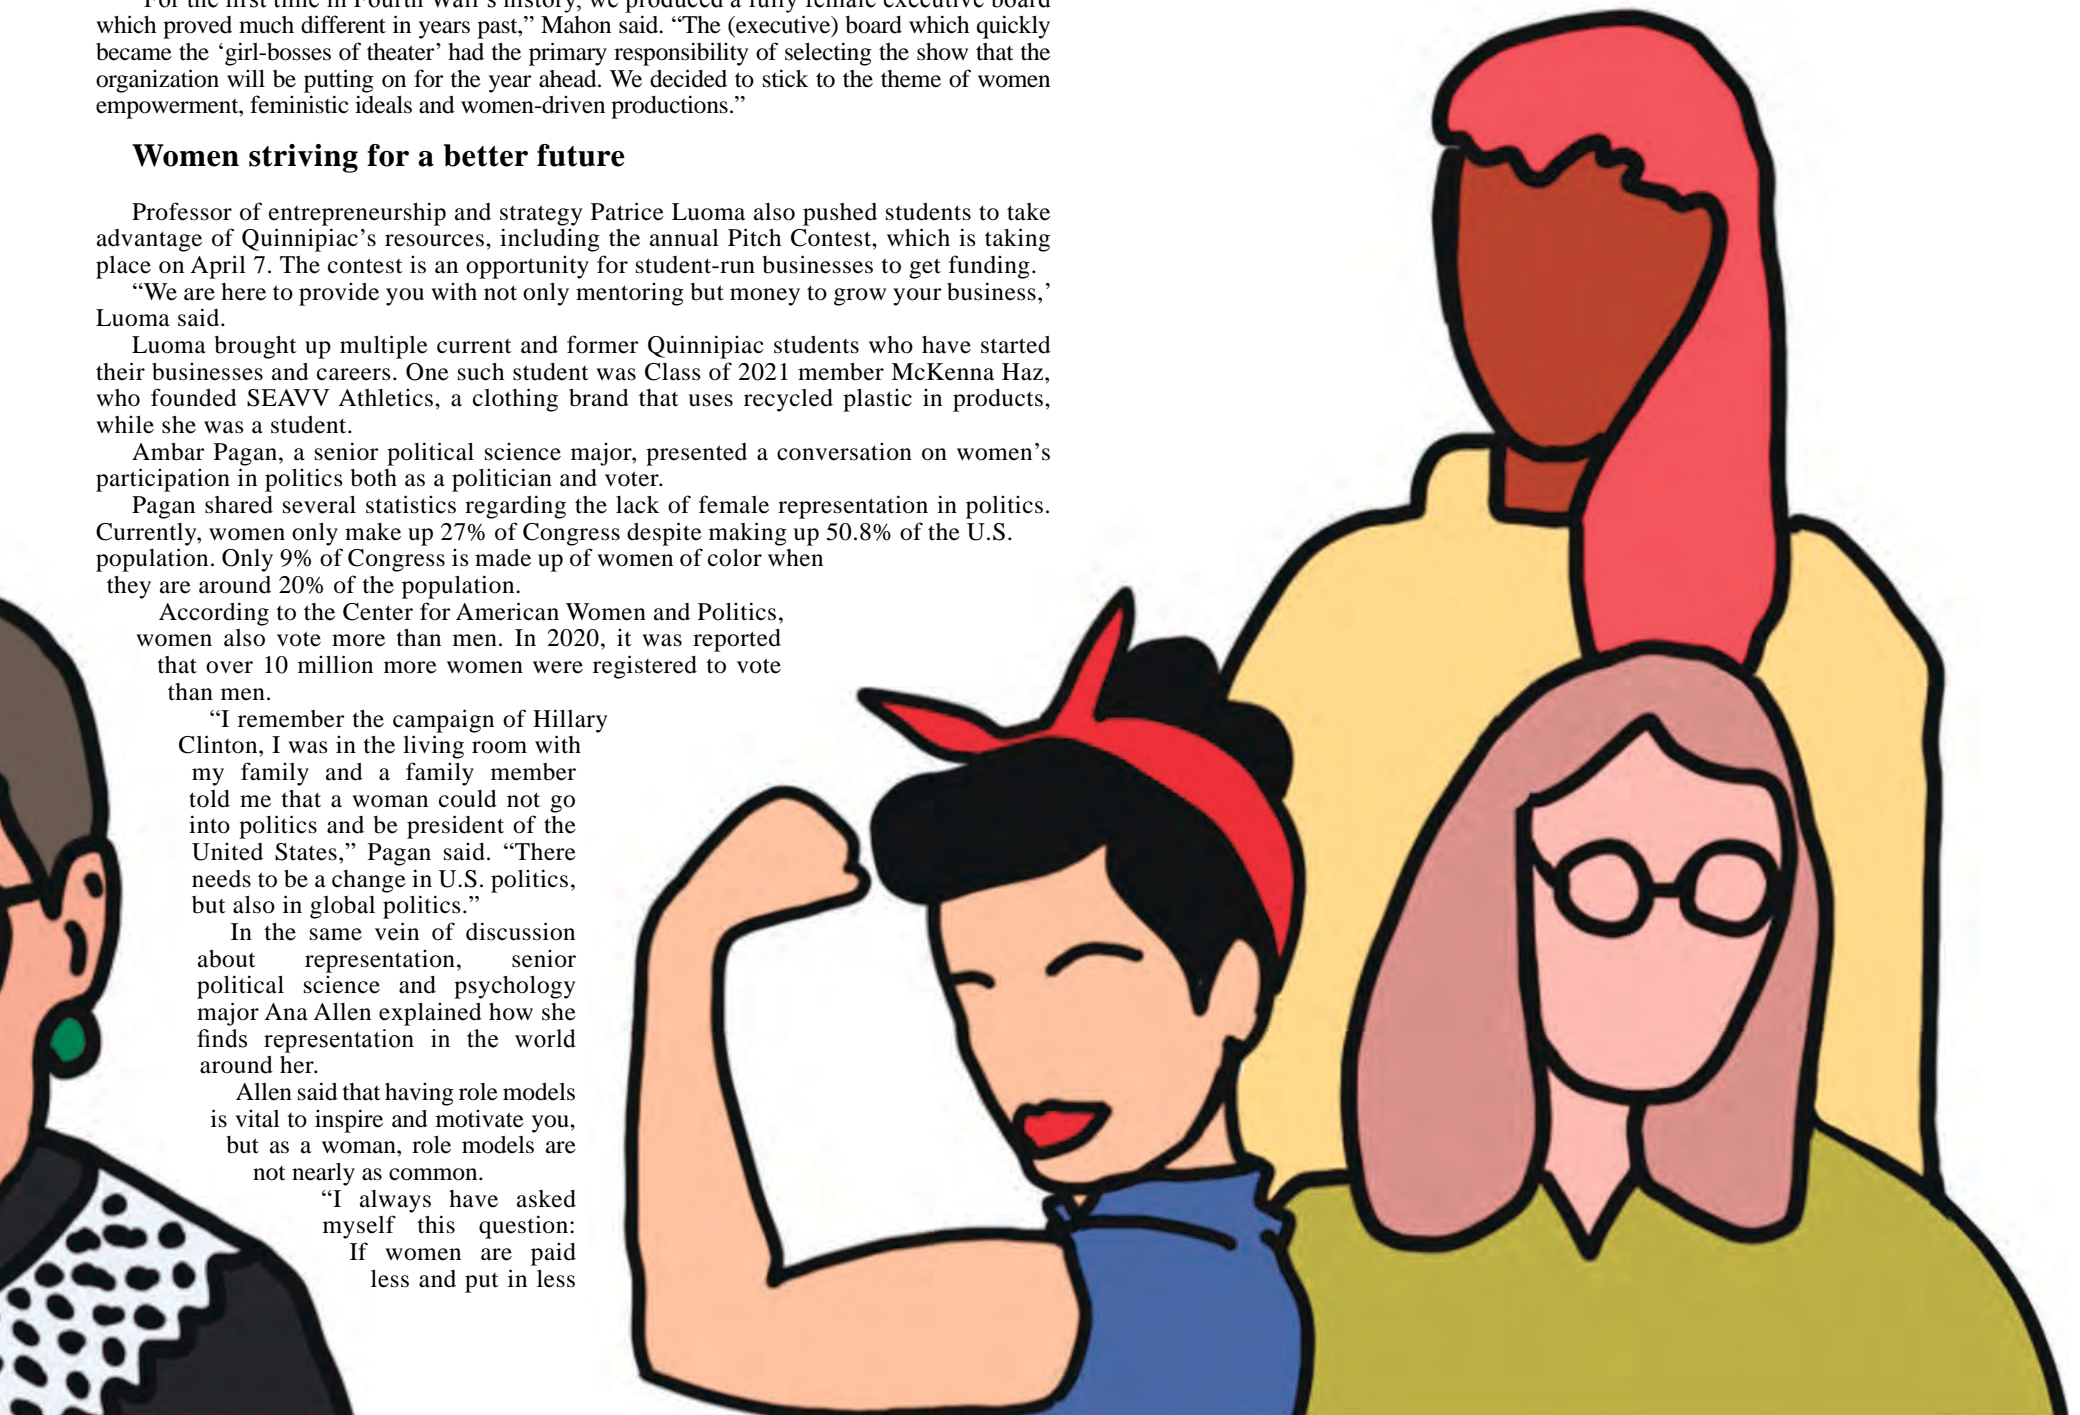 “For the first time in Fourth Wall’s history, we produced a fully female executive board
which proved much different in years past,” Mahon said. “The (executive) board which quickly
became the ‘girl-bosses of theater’ had the primary responsibility of selecting the show that the
organization will be putting on for the year ahead. We decided to stick to the theme of women
empowerment, feministic ideals and women-driven productions.”
Women striving for a better future
Professor of entrepreneurship and strategy Patrice Luoma also pushed students to take
advantage of Quinnipiac’s resources, including the annual Pitch Contest, which is taking
place on April 7. The contest is an opportunity for student-run businesses to get funding.
“We are here to provide you with not only mentoring but money to grow your business,’
Luoma said.
Luoma brought up multiple current and former Quinnipiac students who have started
their businesses and careers. One such student was Class of 2021 member McKenna Haz,
who founded SEAVV Athletics, a clothing brand that uses recycled plastic in products,
while she was a student.
Ambar Pagan, a senior political science major, presented a conversation on women’s
participation in politics both as a politician and voter.
Pagan shared several statistics regarding the lack of female representation in politics.
Currently, women only make up 27% of Congress despite making up 50.8% of the U.S.
population. Only 9% of Congress is made up of women of color when
they are around 20% of the population.
According to the Center for American Women and Politics,
women also vote more than men. In 2020, it was reported
that over 10 million more women were registered to vote
than men.
“I remember the campaign of Hillary
Clinton, I was in the living room with
my family and a family member
told me that a woman could not go
into politics and be president of the
United States,” Pagan said. “There
needs to be a change in U.S. politics,
but also in global politics.”
In the same vein of discussion
about representation, senior
political science and psychology
major Ana Allen explained how she
finds representation in the world
around her.
Allen said that having role models
is vital to inspire and motivate you,
but as a woman, role models are
not nearly as common.
“I always have asked
myself this question:
If women are paid
less and put in less